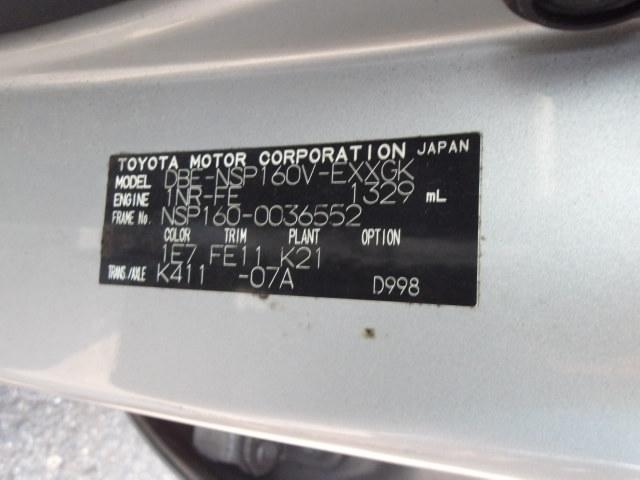 TOYOTA MOTOR CORPORATION JAPAN
MODEL DBE-NSP160V-EXXGK
ENGINE 1NR-FE 1329 mL
FRAME No. NSP160-0036552
COLOR TRIM PLANT OPTION
1E7 FE11 K21
TRANS/AXLE K411 -07A D998